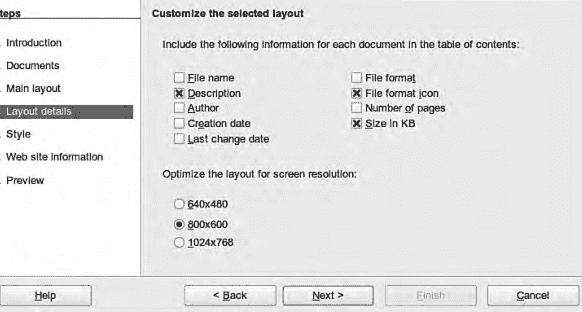 teps
Introduction
Documents
Main layout
Layout details
Style
Web site information
Preview
Customize the selected layout
Include the following information for each document in the table of contents:
File name
Description
Author
Creation date
Last change date
File format
File format icon
Number of pages
Size in KB
Optimize the layout for screen resolution:
640x480
800x600
1024x768
Help
< Back
Next >
Finish
Cancel